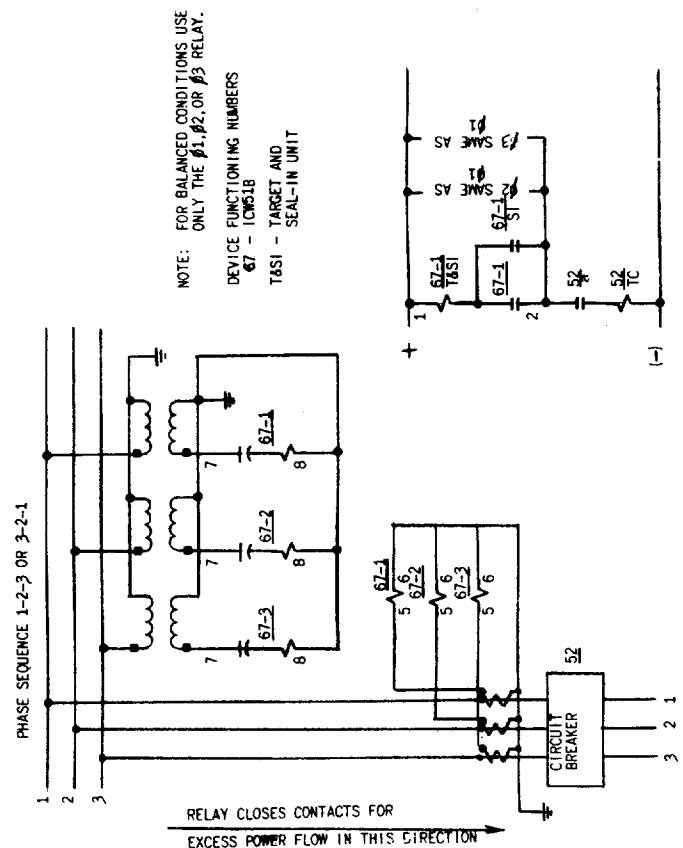 PHASE SEQUENCE 1-2-3 OR 3-2-1
1
2
3
NOTE: FOR BALANCED CONDITIONS USE
ONLY THE Ø1,Ø2,OR Ø3 RELAY.
DEVICE FUNCTIONING NUMBERS
67 - ICW51B
T&SI - TARGET AND
SEAL-IN UNIT
7
67-3
8
7
67-2
8
7
67-1
8
67-1
5 6
67-2
5 6
67-3
5 6
52
CIRCUIT
BREAKER
3 2 1
+
(-)
1
67-1
T&SI
67-1
67-1
SI
2
52
a
52
TC
Ø2 SAME AS
Ø1
Ø3 SAME AS
Ø1
RELAY CLOSES CONTACTS FOR
EXCESS POWER FLOW IN THIS DIRECTION